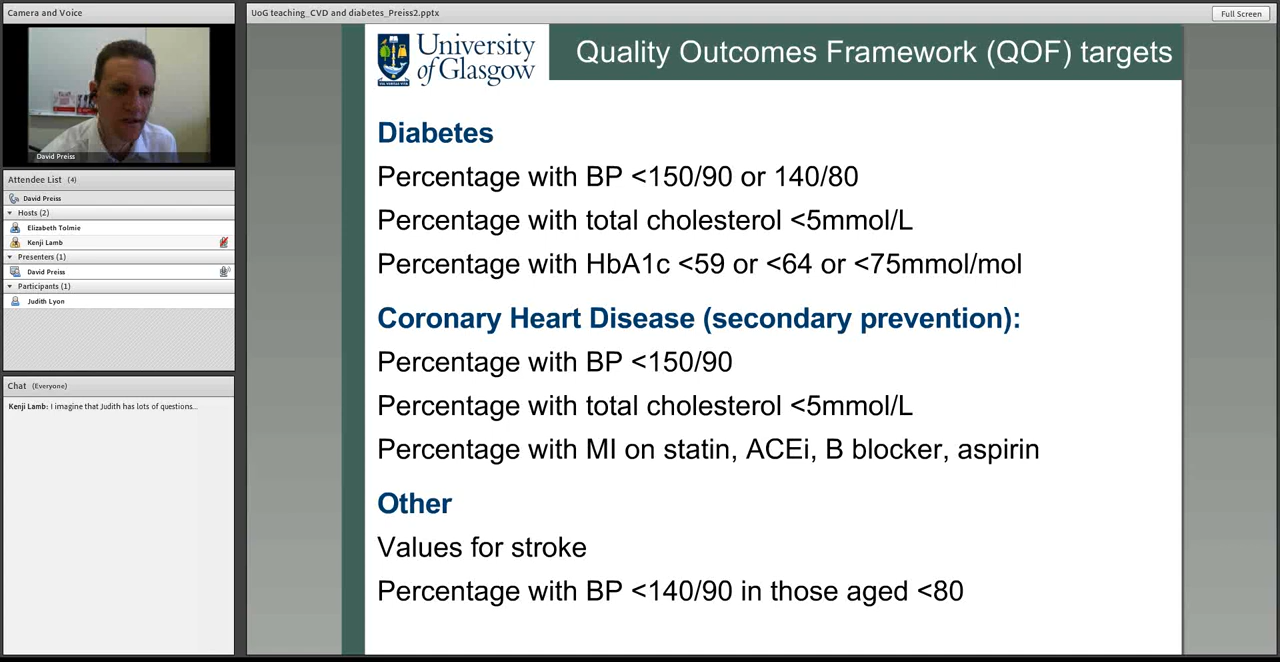 Camera and Voice
David Preiss
Attendee List (4)
David Preiss
Hosts (2)
Elizabeth Tolmie
Kenji Lamb
Presenters (1)
David Preiss
Participants (1)
Judith Lyon
Chat (Everyone)
Kenji Lamb: I imagine that Judith has lots of questions...
UoG teaching_CVD and diabetes_Preiss2.pptx
Full Screen
University
of Glasgow
Quality Outcomes Framework (QOF) targets
Diabetes
Percentage with BP <150/90 or 140/80
Percentage with total cholesterol <5mmol/L
Percentage with HbA1c <59 or <64 or <75mmol/mol
Coronary Heart Disease (secondary prevention):
Percentage with BP <150/90
Percentage with total cholesterol <5mmol/L
Percentage with MI on statin, ACEi, B blocker, aspirin
Other
Values for stroke
Percentage with BP <140/90 in those aged <80